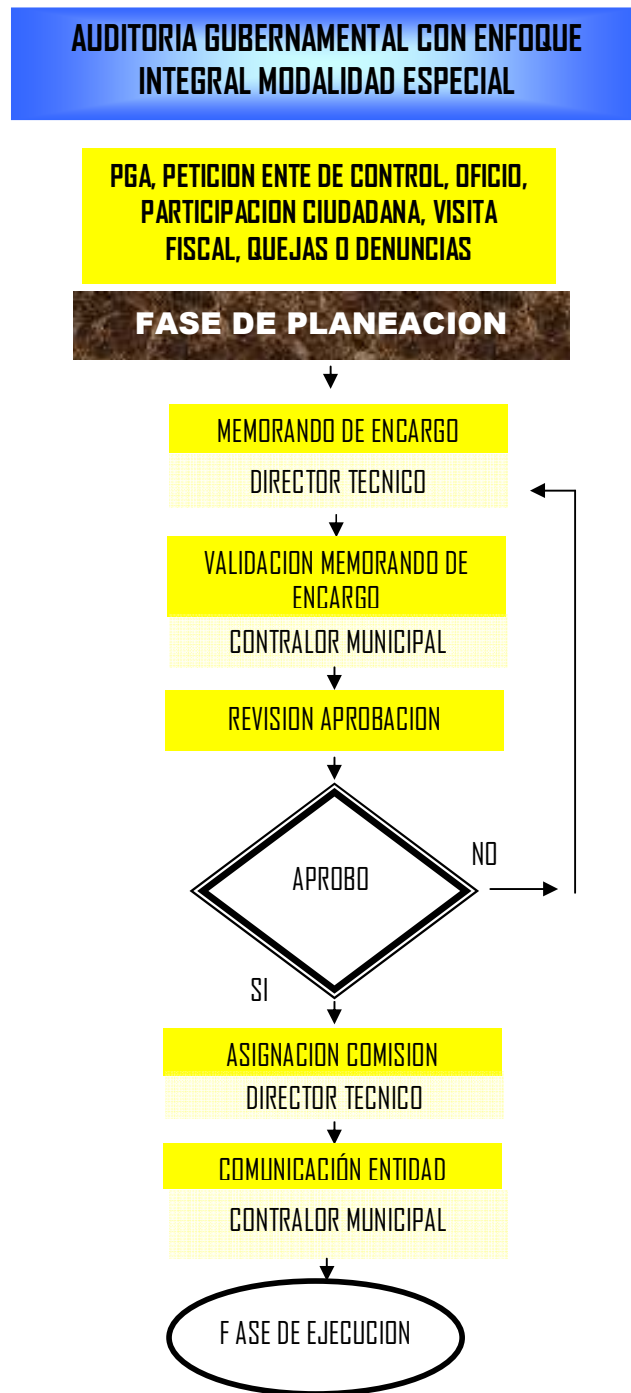 AUDITORIA GUBERNAMENTAL CON ENFOQUE
INTEGRAL MODALIDAD ESPECIAL
PGA, PETICION ENTE DE CONTROL, OFICIO,
PARTICIPACION CIUDADANA, VISITA
FISCAL, QUEJAS O DENUNCIAS
FASE DE PLANEACION
MEMORANDO DE ENCARGO
DIRECTOR TECNICO
VALIDACION MEMORANDO DE
ENCARGO
CONTRALOR MUNICIPAL
REVISION APROBACION
APROBO
NO
SI
ASIGNACION COMISION
DIRECTOR TECNICO
COMUNICACIÓN ENTIDAD
CONTRALOR MUNICIPAL
F ASE DE EJECUCION